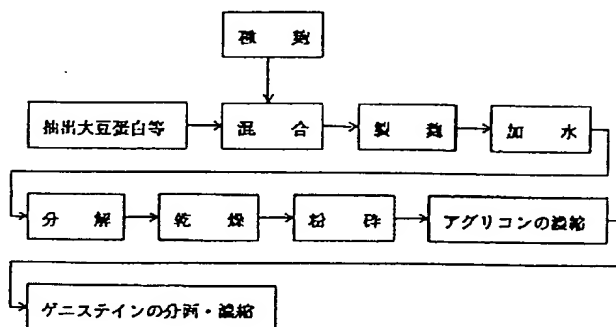 種　麹
抽出大豆蛋白等
混　合
製　麹
加　水
分　解
乾　燥
粉　砕
アグリコンの濃縮
ゲニステインの分画・濃縮